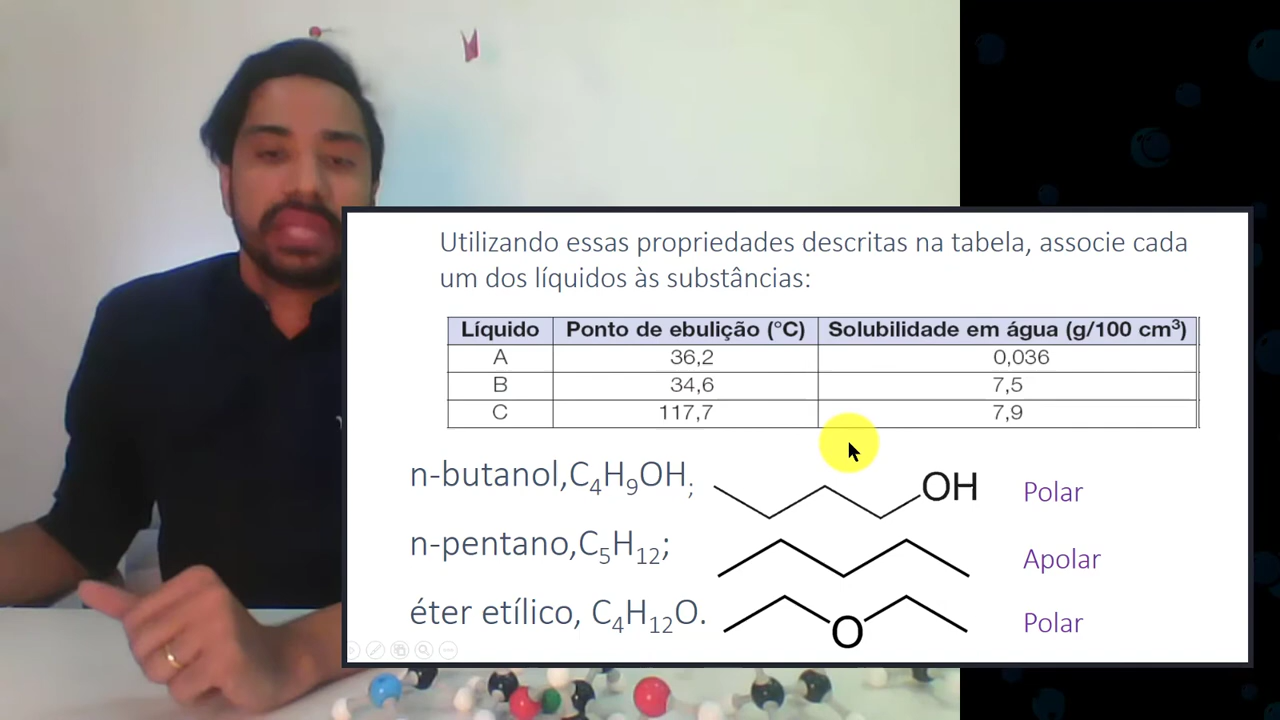 Utilizando essas propriedades descritas na tabela, associe cada
um dos líquidos às substâncias:
Líquido Ponto de ebulição (°C) Solubilidade em água (g/100 cm³)
A 36,2 0,036
B 34,6 7,5
C 117,7 7,9
n-butanol,C₄H₉OH; OH Polar
n-pentano,C₅H₁₂; Apolar
éter etílico, C₄H₁₂O. O Polar